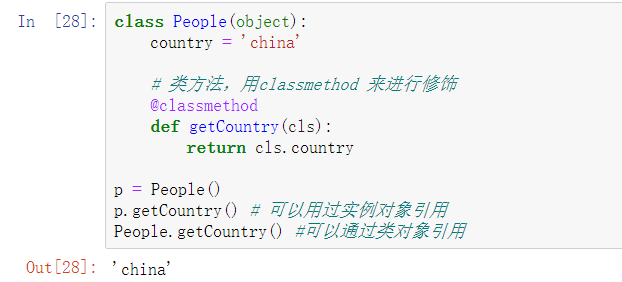 In [28]: class People(object):
    country = 'china'

    # 类方法，用classmethod 来进行修饰
    @classmethod
    def getCountry(cls):
        return cls.country

p = People()
p.getCountry() # 可以用过实例对象引用
People.getCountry() #可以通过类对象引用
Out[28]: 'china'